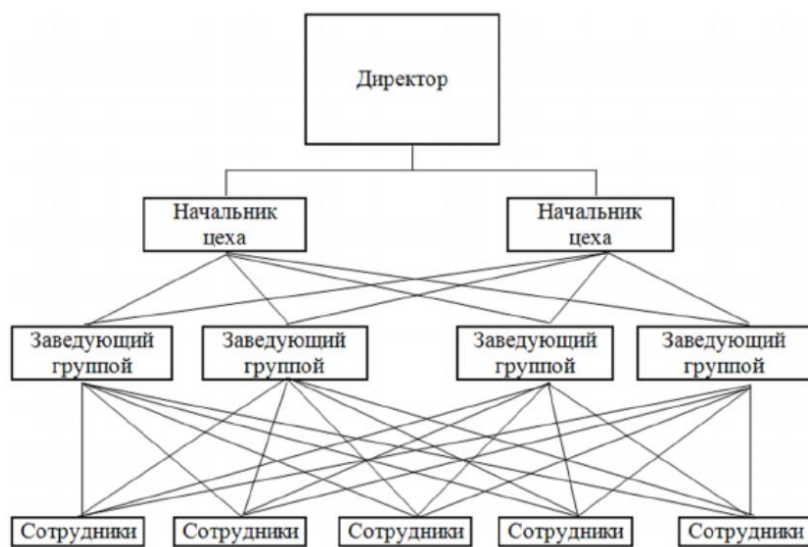 Директор
Начальник
цеха
Начальник
цеха
Заведующий
группой
Заведующий
группой
Заведующий
группой
Заведующий
группой
Сотрудники
Сотрудники
Сотрудники
Сотрудники
Сотрудники